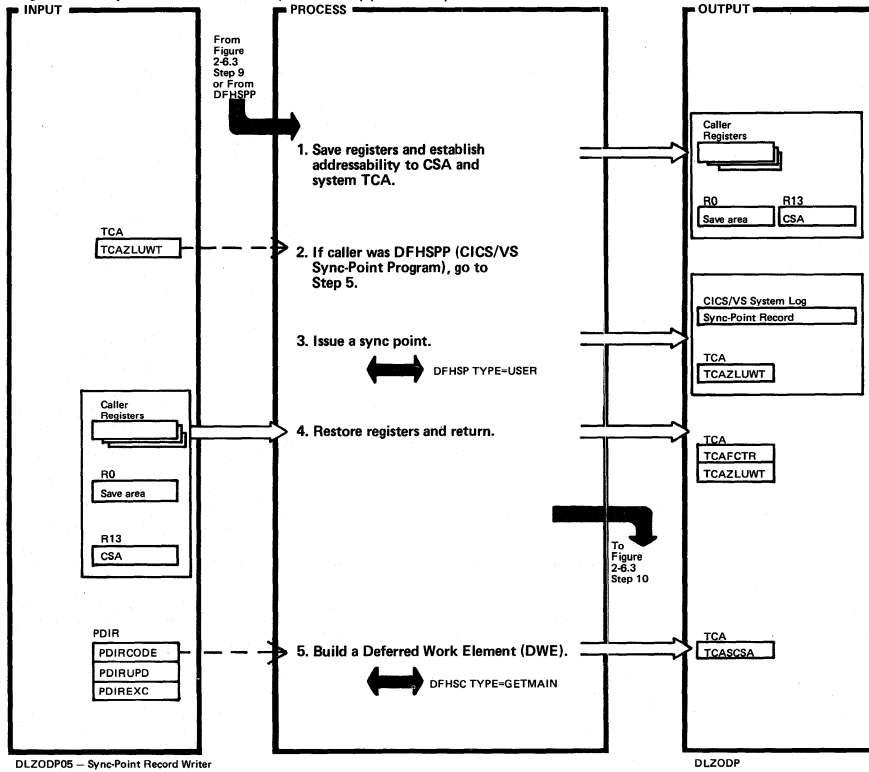 INPUT
PROCESS
OUTPUT
From
Figure
2-6.3
Step 9
or From
DFHSPP
1. Save registers and establish
addressability to CSA and
system TCA.
Caller
Registers
R0
Save area
R13
CSA
TCA
TCAZLUWT
2. If caller was DFHSPP (CICS/VS
Sync-Point Program), go to
Step 5.
3. Issue a sync point.
DFHSP TYPE=USER
CICS/VS System Log
Sync-Point Record
TCA
TCAZLUWT
Caller
Registers
R0
Save area
R13
CSA
4. Restore registers and return.
TCA
TCAFCTR
TCAZLUWT
To
Figure
2-6.3
Step 10
PDIR
PDIRCODE
PDIRUPD
PDIREXC
5. Build a Deferred Work Element (DWE).
DFHSC TYPE=GETMAIN
TCA
TCASCSA
DLZODP05 — Sync-Point Record Writer
DLZODP